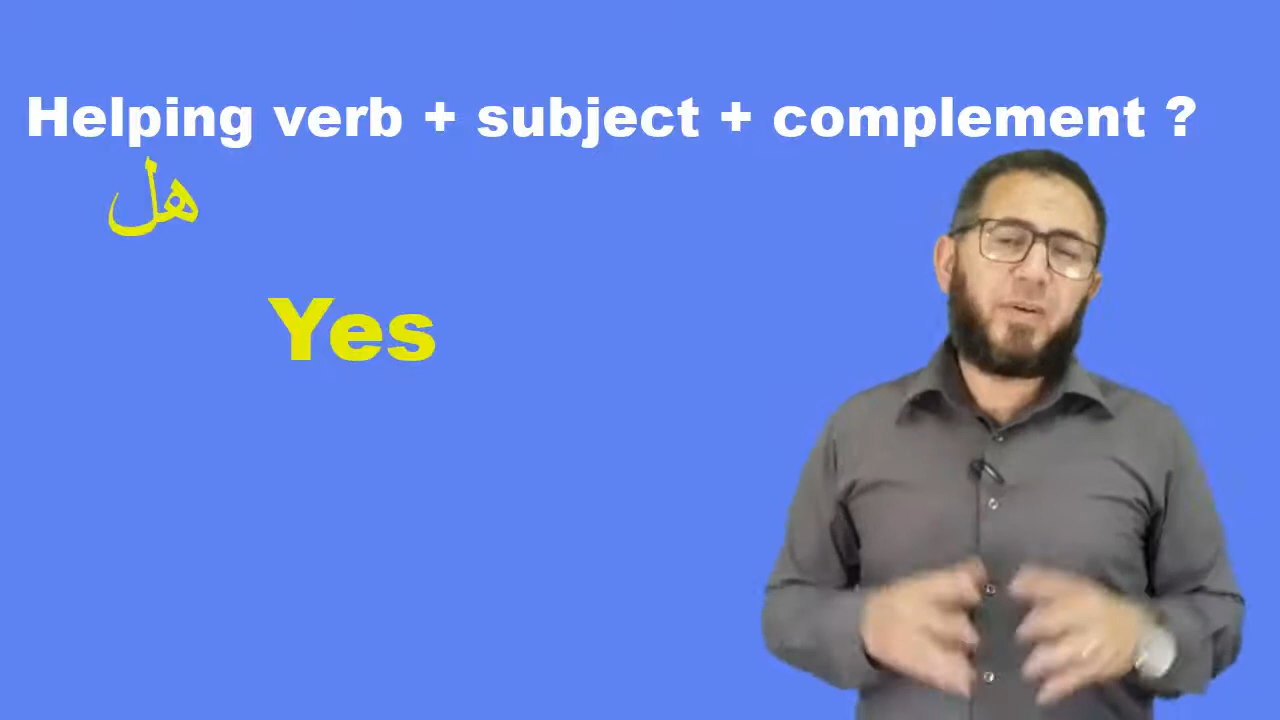 Helping verb + subject + complement ?
هل
Yes